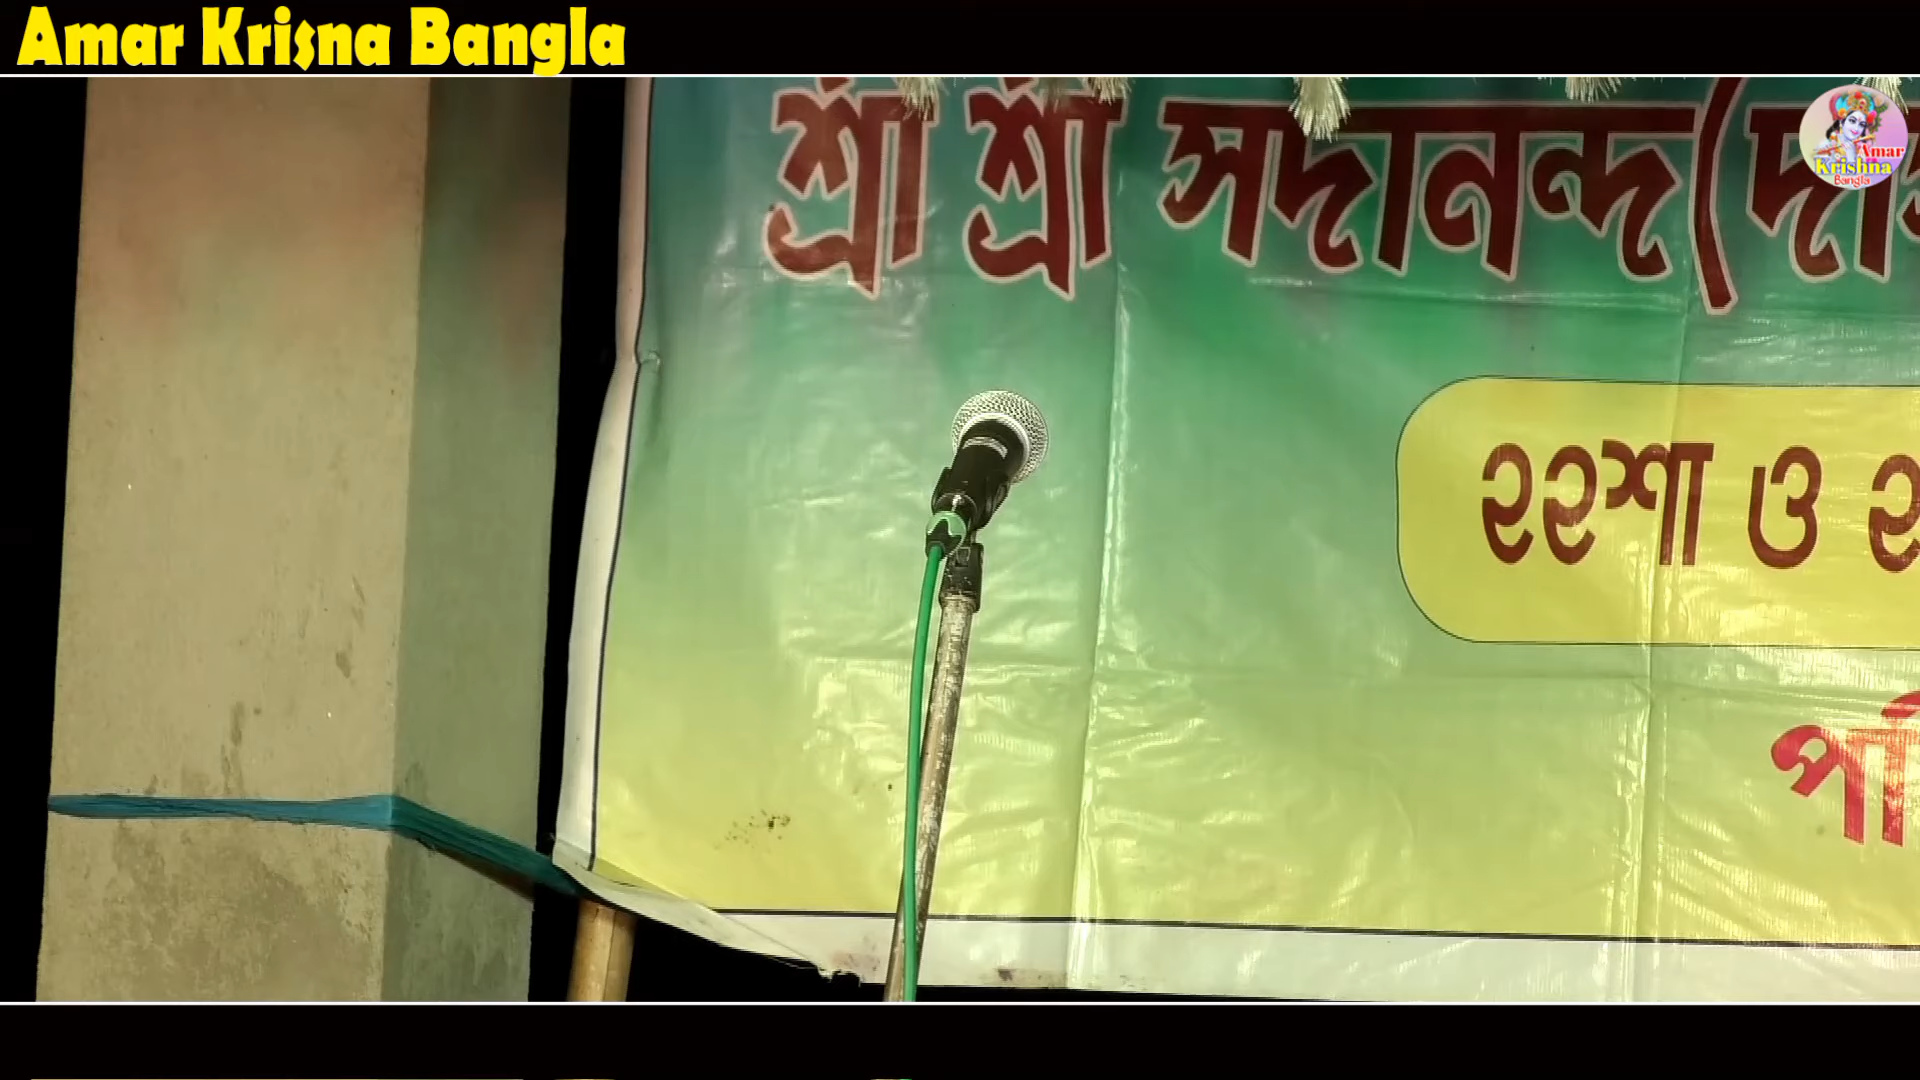 Amar Krisna Bangla
Amar
Krishna
Bangla
শ্রী শ্রী সদানন্দ(
২২শা ও